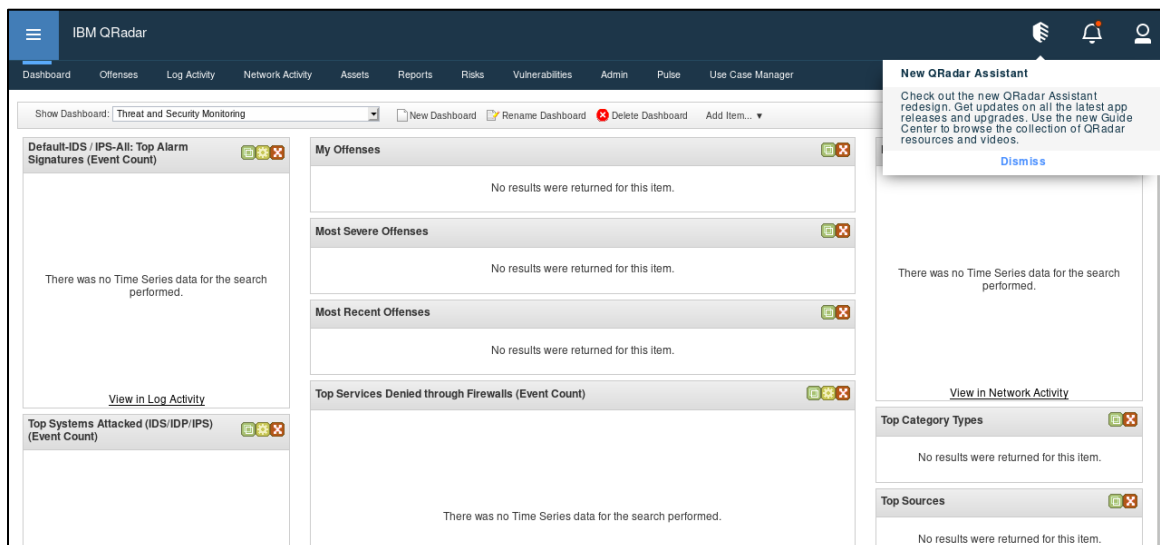 IBM QRadar
Dashboard Offenses Log Activity Network Activity Assets Reports Risks Vulnerabilities Admin Pulse Use Case Manager
New QRadar Assistant
Check out the new QRadar Assistant
redesign. Get updates on all the latest app
releases and upgrades. Use the new Guide
Center to browse the collection of QRadar
resources and videos.
Dismiss
Show Dashboard: Threat and Security Monitoring New Dashboard Rename Dashboard Delete Dashboard Add Item... ▼
Default-IDS / IPS-All: Top Alarm
Signatures (Event Count)
There was no Time Series data for the search
performed.
View in Log Activity
Top Systems Attacked (IDS/IDP/IPS)
(Event Count)
My Offenses
No results were returned for this item.
Most Severe Offenses
No results were returned for this item.
Most Recent Offenses
No results were returned for this item.
Top Services Denied through Firewalls (Event Count)
There was no Time Series data for the search performed.
There was no Time Series data for the search
performed.
View in Network Activity
Top Category Types
No results were returned for this item.
Top Sources
No results were returned for this item.